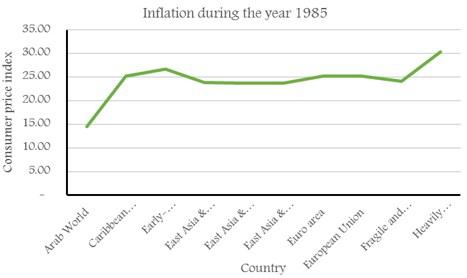 Inflation during the year 1985
Consumer price index
35.00
30.00
25.00
20.00
15.00
10.00
5.00
-
Arab World
Caribbean…
Early-…
East Asia &…
East Asia &…
East Asia &…
Euro area
European Union
Fragile and…
Heavily…
Country